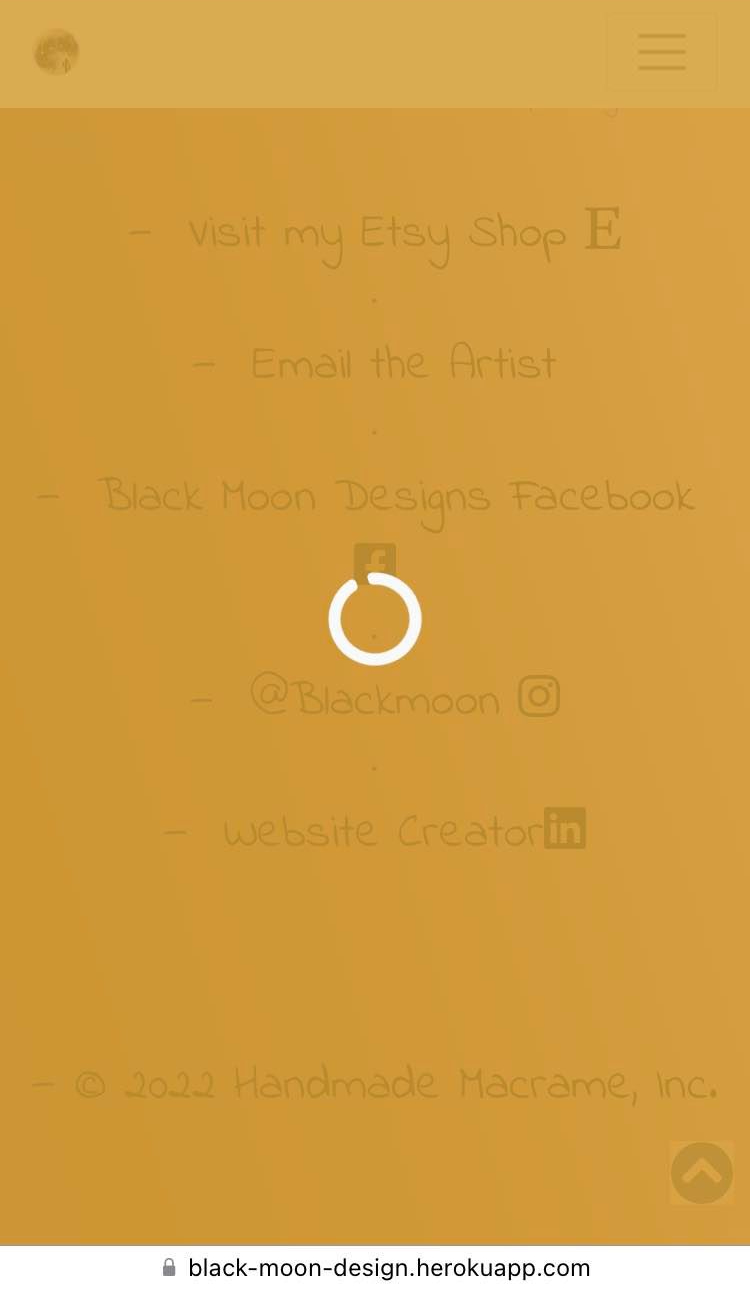 – Visit my Etsy Shop E
.
– Email the Artist
.
– Black Moon Designs Facebook
f
.
– @Blackmoon
.
– Website Creator in
– © 2022 Handmade Macrame, Inc.
black-moon-design.herokuapp.com